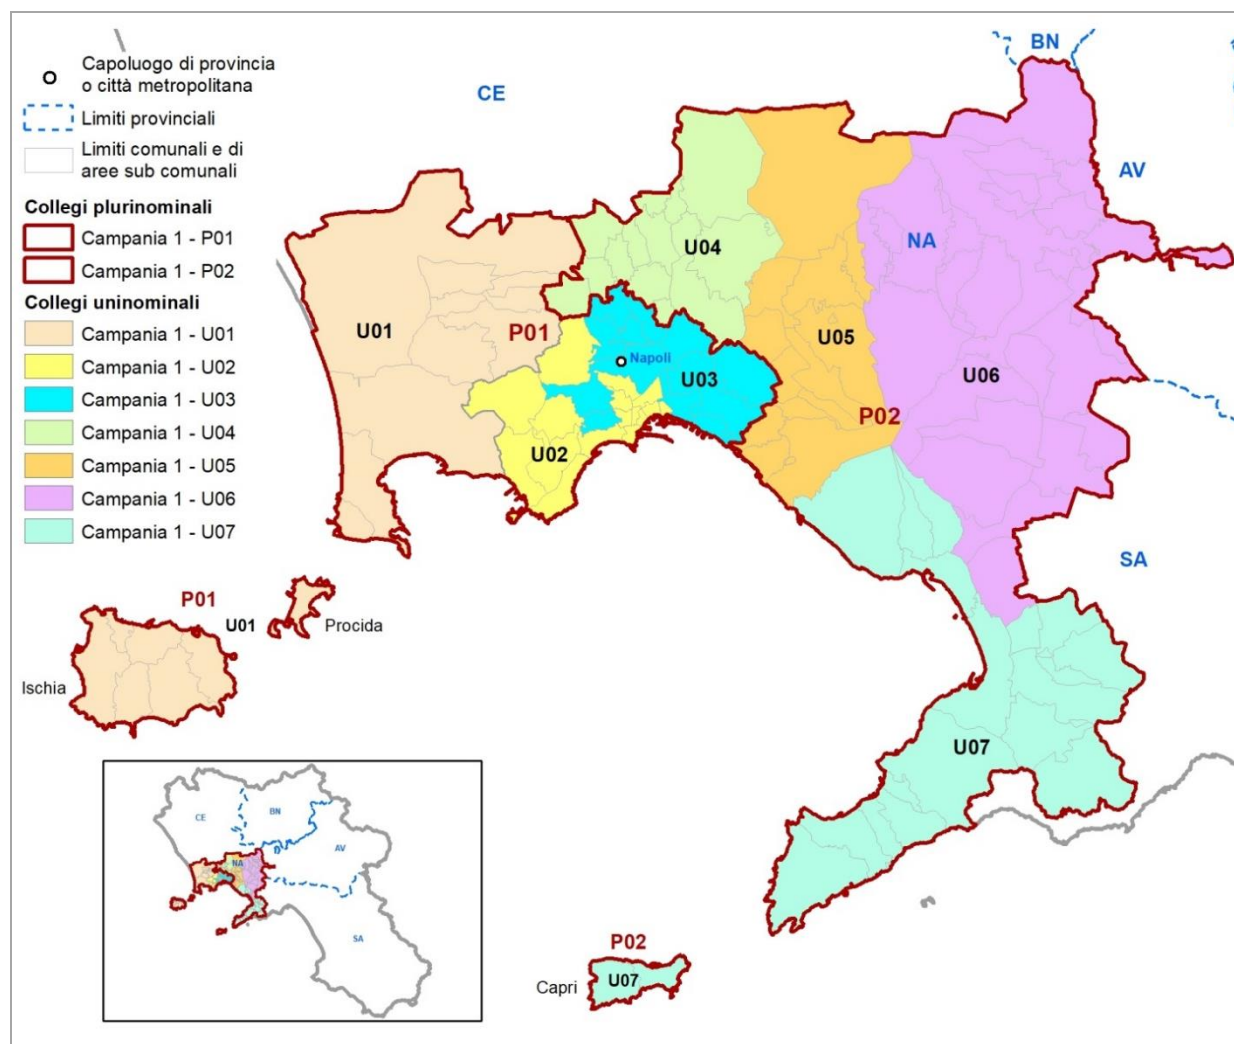 Capoluogo di provincia
o città metropolitana
Limiti provinciali
Limiti comunali e di
aree sub comunali
Collegi plurinominali
Campania 1 - P01
Campania 1 - P02
Collegi uninominali
Campania 1 - U01
Campania 1 - U02
Campania 1 - U03
Campania 1 - U04
Campania 1 - U05
Campania 1 - U06
Campania 1 - U07
BN
CE
AV
NA
U04
U01
P01
U05
Napoli
U03
U06
P02
U02
SA
P01
U01
Procida
Ischia
U07
P02
Capri
U07
CE
BN
AV
NA
SA